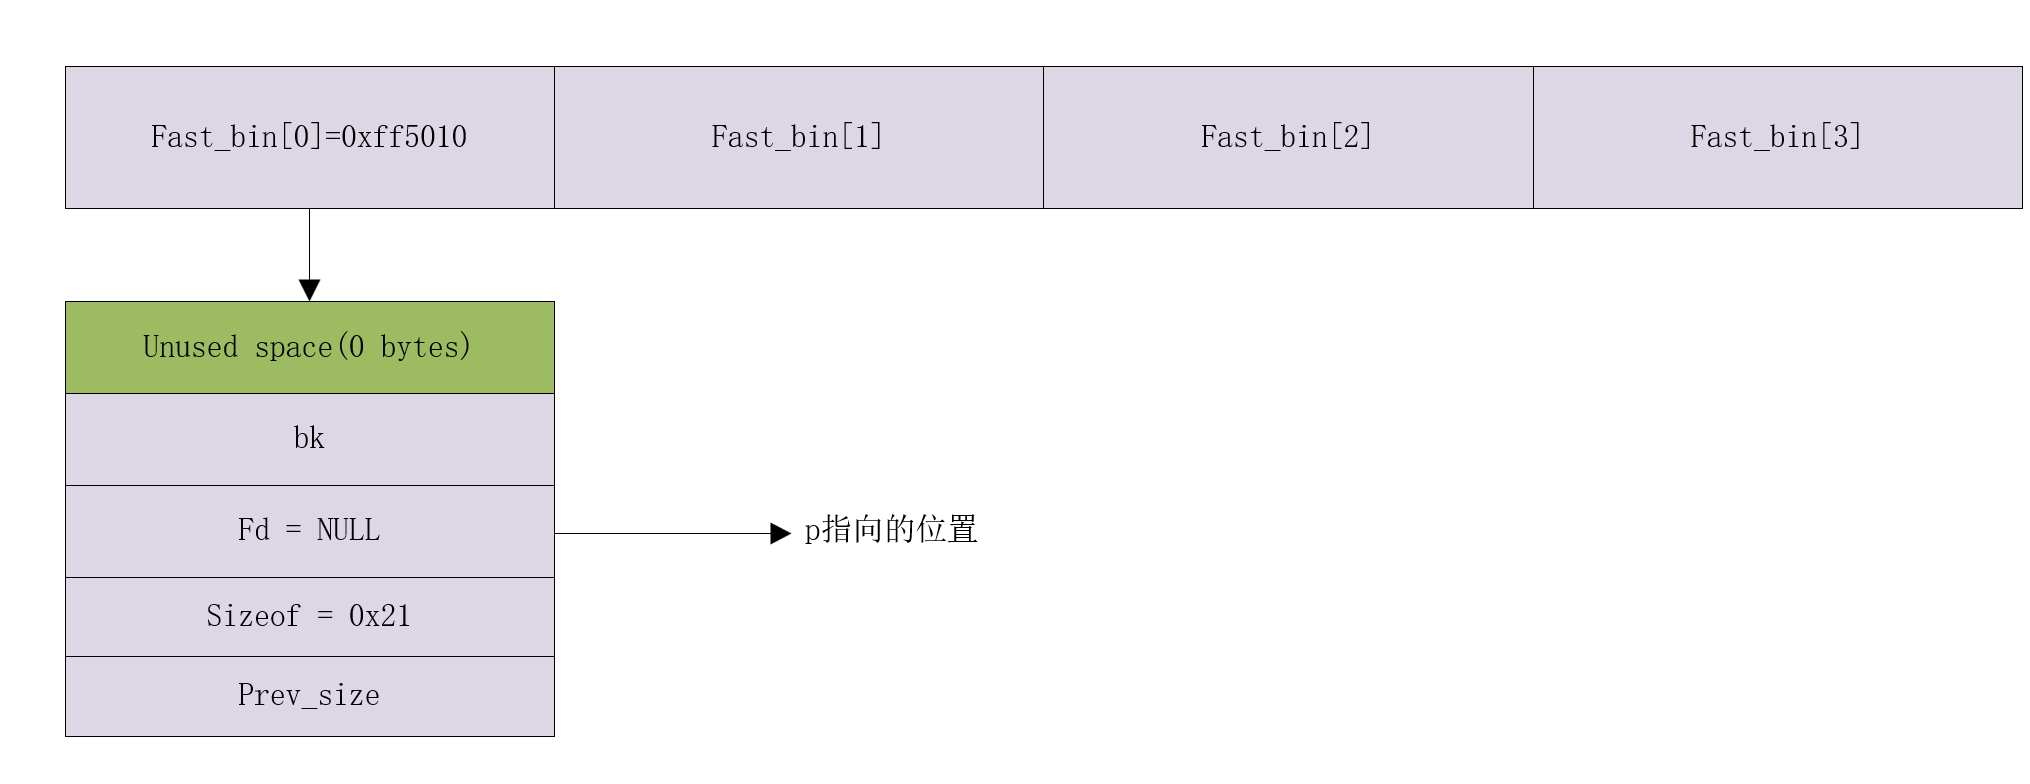 Fast_bin[0]=0xff5010
Fast_bin[1]
Fast_bin[2]
Fast_bin[3]
Unused space(0 bytes)
bk
Fd = NULL
p指向的位置
Sizeof = 0x21
Prev_size